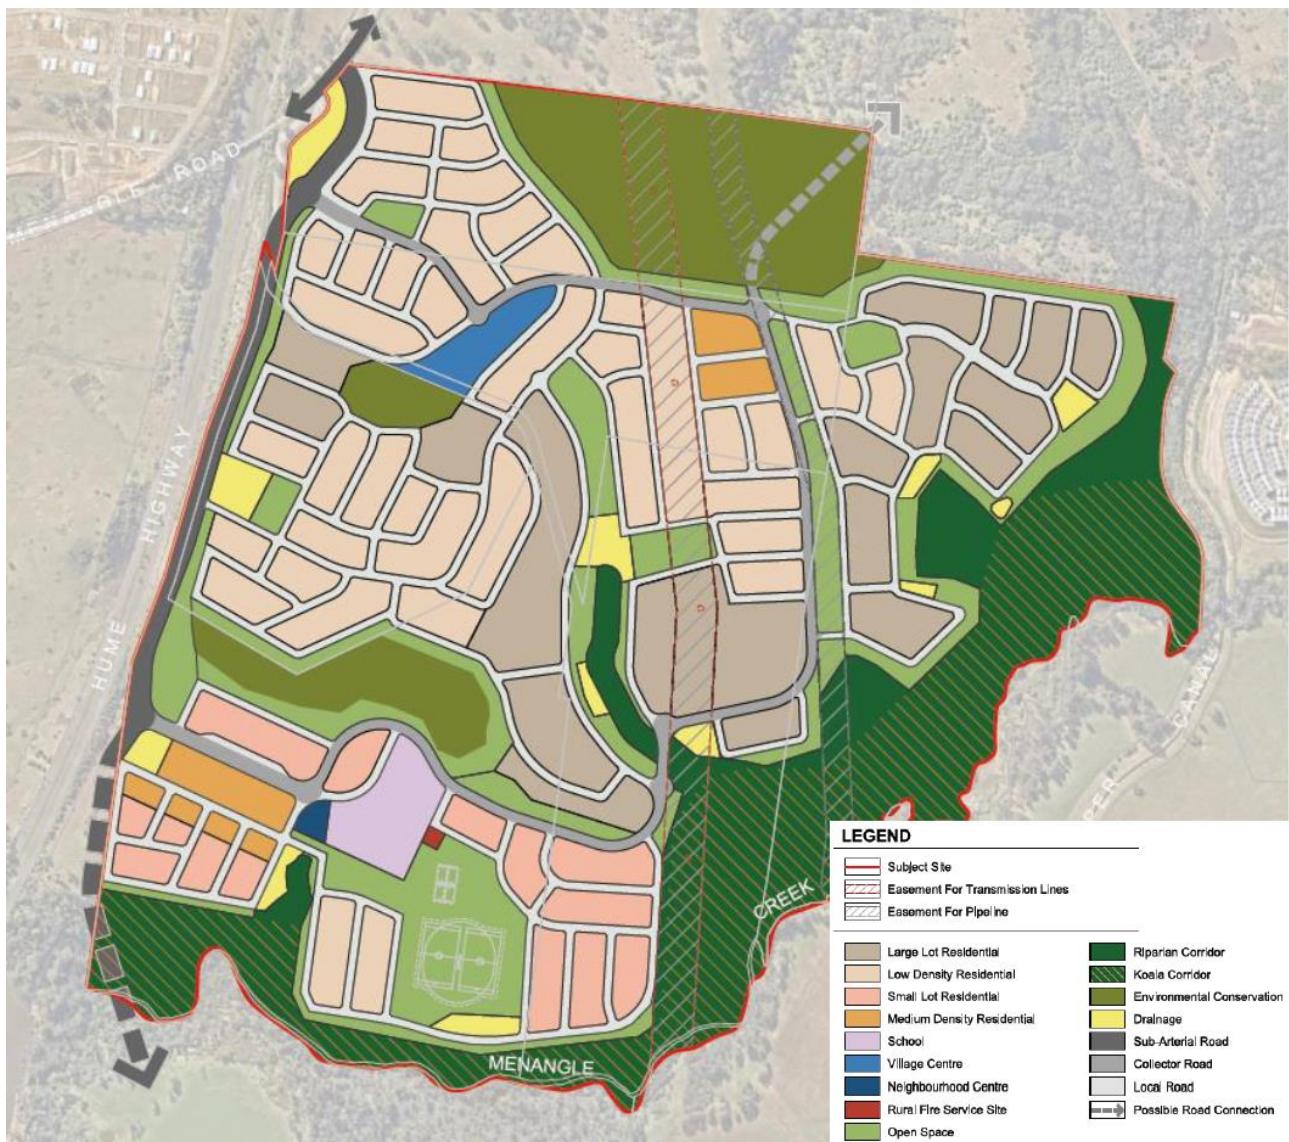 ROAD
HUME HIGHWAY
CREEK
MENANGLE
LEGEND
Subject Site
Easement For Transmission Lines
Easement For Pipeline
Large Lot Residential
Low Density Residential
Small Lot Residential
Medium Density Residential
School
Village Centre
Neighbourhood Centre
Rural Fire Service Site
Open Space
Riparian Corridor
Koala Corridor
Environmental Conservation
Drainage
Sub-Arterial Road
Collector Road
Local Road
Possible Road Connection